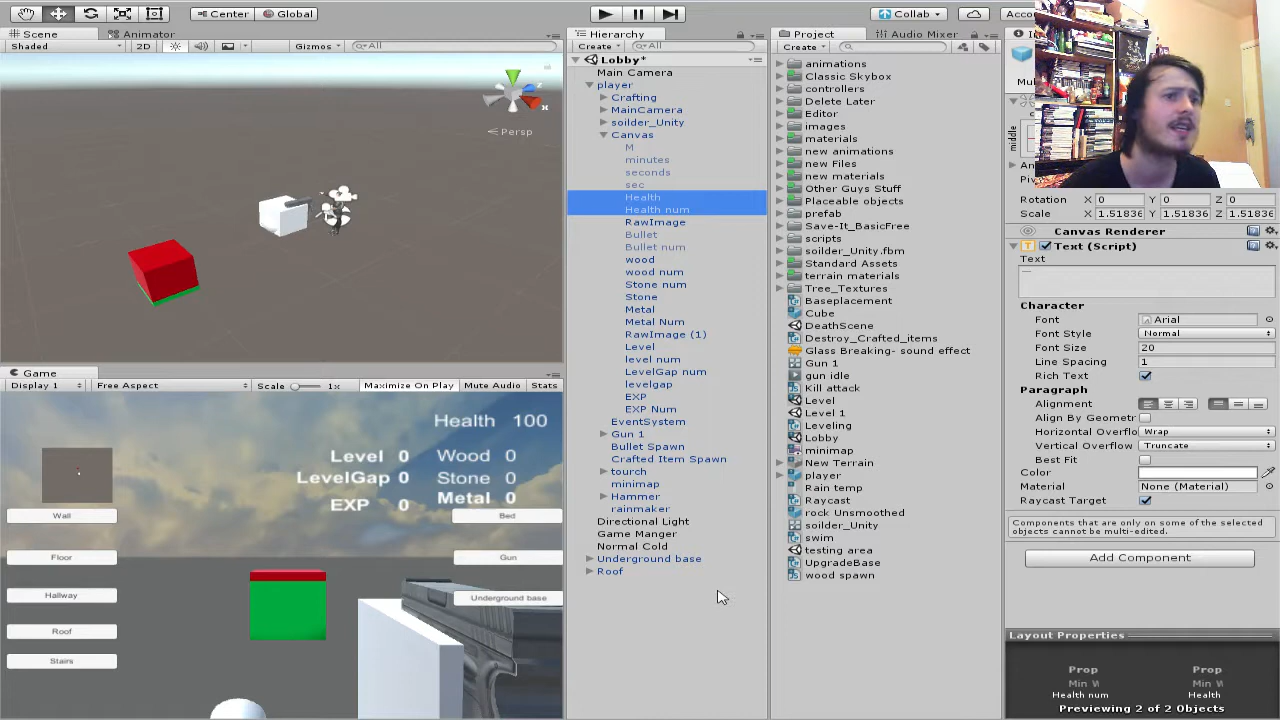 Center
Global
Collab
Accou
Scene
Animator
Shaded
2D
Gizmos
All
Persp
Game
Display 1
Free Aspect
Scale
1x
Maximize On Play
Mute Audio
Stats
Health 100
Level 0
Wood 0
LevelGap 0
Stone 0
EXP 0
Metal 0
Wall
Bed
Floor
Gun
Hallway
Underground base
Roof
Stairs
Hierarchy
Create
All
Lobby*
Main Camera
player
Crafting
MainCamera
soilder_Unity
Canvas
M
minutes
seconds
sec
Health
Health num
RawImage
Bullet
Bullet num
wood
wood num
Stone num
Stone
Metal
Metal Num
RawImage (1)
Level
level num
LevelGap num
levelgap
EXP
EXP Num
EventSystem
Gun 1
Bullet Spawn
Crafted Item Spawn
tourch
minimap
Hammer
rainmaker
Directional Light
Game Manger
Normal Cold
Underground base
Roof
Project
Audio Mixer
Create
animations
Classic Skybox
controllers
Delete Later
Editor
images
materials
new animations
new Files
new materials
Other Guys Stuff
Placeable objects
prefab
Save-It_BasicFree
scripts
soilder_Unity.fbm
Standard Assets
terrain materials
Tree_Textures
Baseplacement
Cube
DeathScene
Destroy_Crafted_items
Glass Breaking- sound effect
Gun 1
gun idle
Kill attack
Level
Level 1
Leveling
Lobby
minimap
New Terrain
player
Rain temp
Raycast
rock Unsmoothed
soilder_Unity
swim
testing area
UpgradeBase
wood spawn
Mul
middle
An
Piv
Rotation X 0 Y 0 Z 0
Scale X 1.51836 Y 1.51836 Z 1.51836
Canvas Renderer
Text (Script)
Text
—
Character
Font Arial
Font Style Normal
Font Size 20
Line Spacing 1
Rich Text
Paragraph
Alignment
Align By Geometr
Horizontal Overflo Wrap
Vertical Overflow Truncate
Best Fit
Color
Material None (Material)
Raycast Target
Components that are only on some of the selected
objects cannot be multi-edited.
Add Component
Layout Properties
Prop Prop
Min W Min W
Health num Health
Previewing 2 of 2 Objects